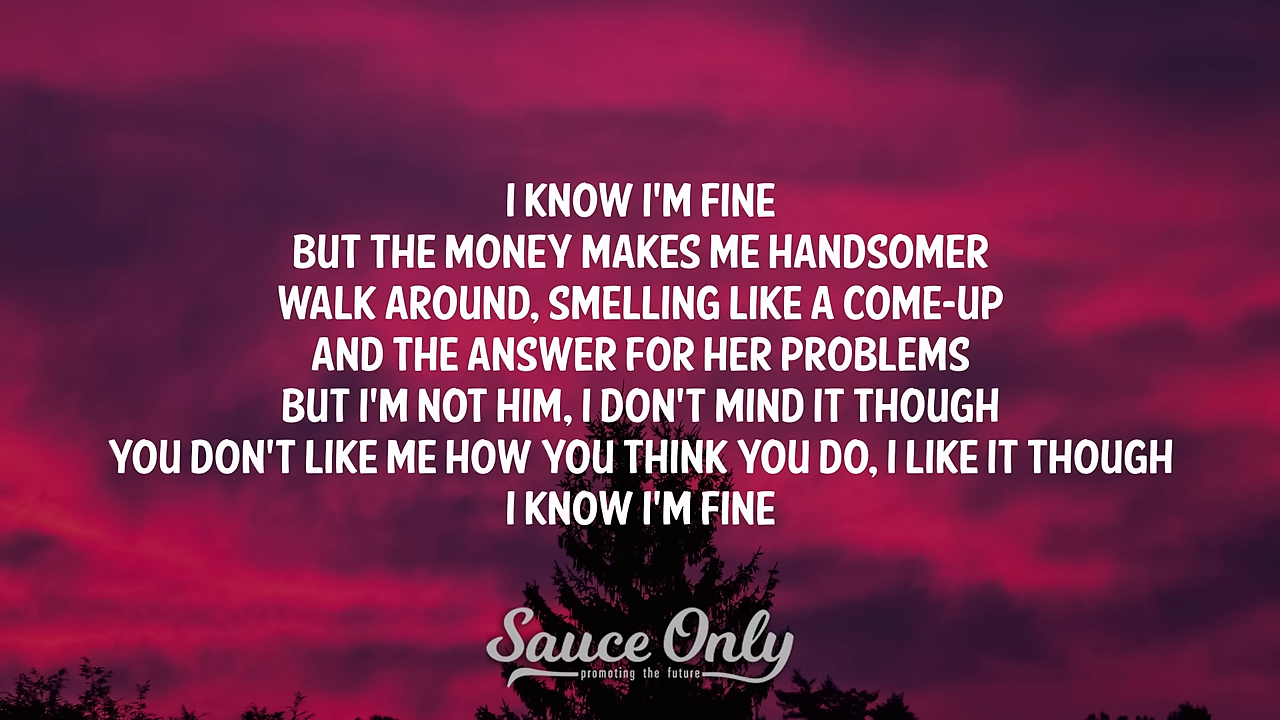 I KNOW I'M FINE
BUT THE MONEY MAKES ME HANDSOMER
WALK AROUND, SMELLING LIKE A COME-UP
AND THE ANSWER FOR HER PROBLEMS
BUT I'M NOT HIM, I DON'T MIND IT THOUGH
YOU DON'T LIKE ME HOW YOU THINK YOU DO, I LIKE IT THOUGH
I KNOW I'M FINE
Sauce Only
promoting the future